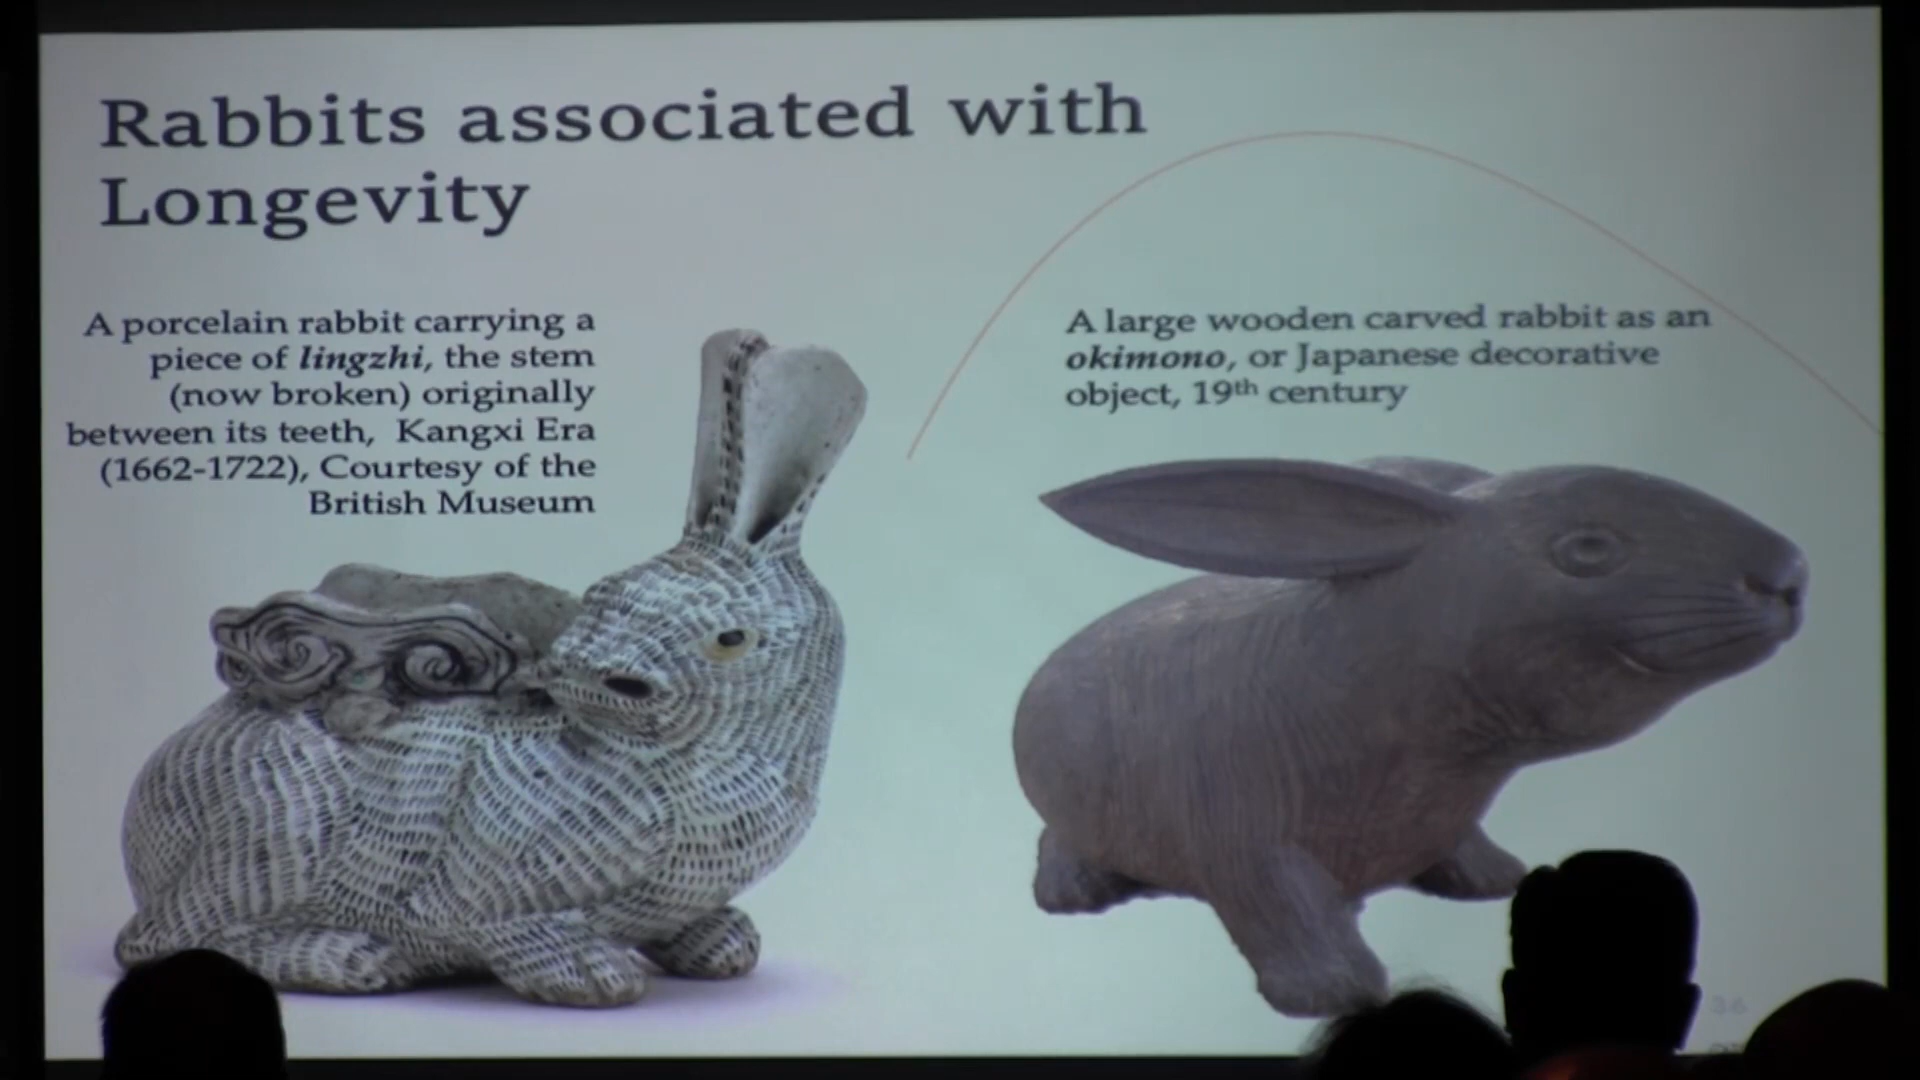 Rabbits associated with
Longevity
A porcelain rabbit carrying a
piece of lingzhi, the stem
(now broken) originally
between its teeth, Kangxi Era
(1662-1722), Courtesy of the
British Museum
A large wooden carved rabbit as an
okimono, or Japanese decorative
object, 19th century